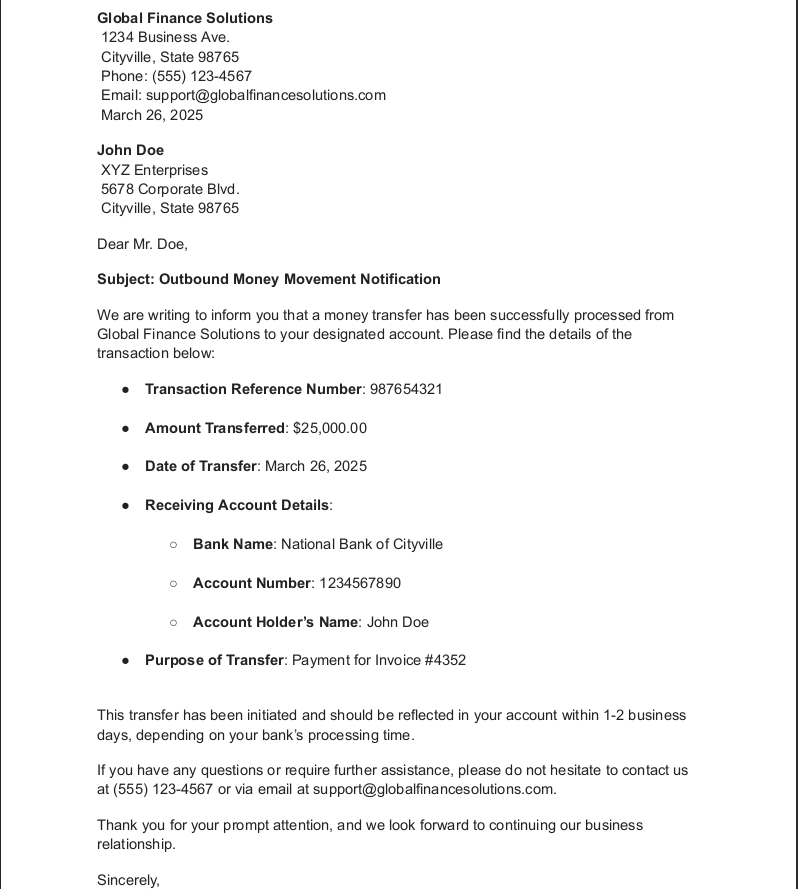 Global Finance Solutions
1234 Business Ave.
Cityville, State 98765
Phone: (555) 123-4567
Email: support@globalfinancesolutions.com
March 26, 2025
John Doe
XYZ Enterprises
5678 Corporate Blvd.
Cityville, State 98765
Dear Mr. Doe,
Subject: Outbound Money Movement Notification
We are writing to inform you that a money transfer has been successfully processed from
Global Finance Solutions to your designated account. Please find the details of the
transaction below:
● Transaction Reference Number: 987654321
● Amount Transferred: $25,000.00
● Date of Transfer: March 26, 2025
● Receiving Account Details:
○ Bank Name: National Bank of Cityville
○ Account Number: 1234567890
○ Account Holder’s Name: John Doe
● Purpose of Transfer: Payment for Invoice #4352
This transfer has been initiated and should be reflected in your account within 1-2 business
days, depending on your bank’s processing time.
If you have any questions or require further assistance, please do not hesitate to contact us
at (555) 123-4567 or via email at support@globalfinancesolutions.com.
Thank you for your prompt attention, and we look forward to continuing our business
relationship.
Sincerely,